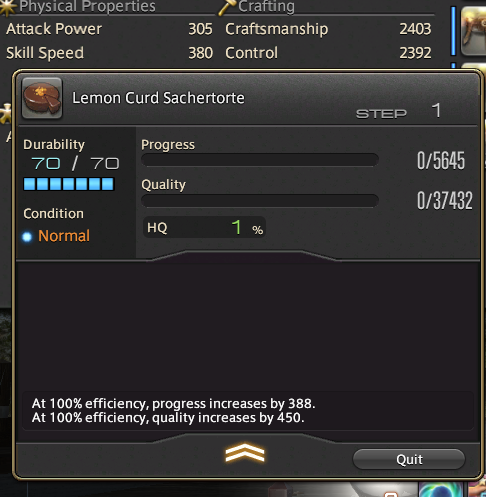 Physical Properties Crafting
Attack Power 305 Craftsmanship 2403
Skill Speed 380 Control 2392
Lemon Curd Sachertorte
STEP 1
Durability Progress
70 / 70 0/5645
Quality
0/37432
Condition
Normal HQ 1 %
At 100% efficiency, progress increases by 388.
At 100% efficiency, quality increases by 450.
Quit